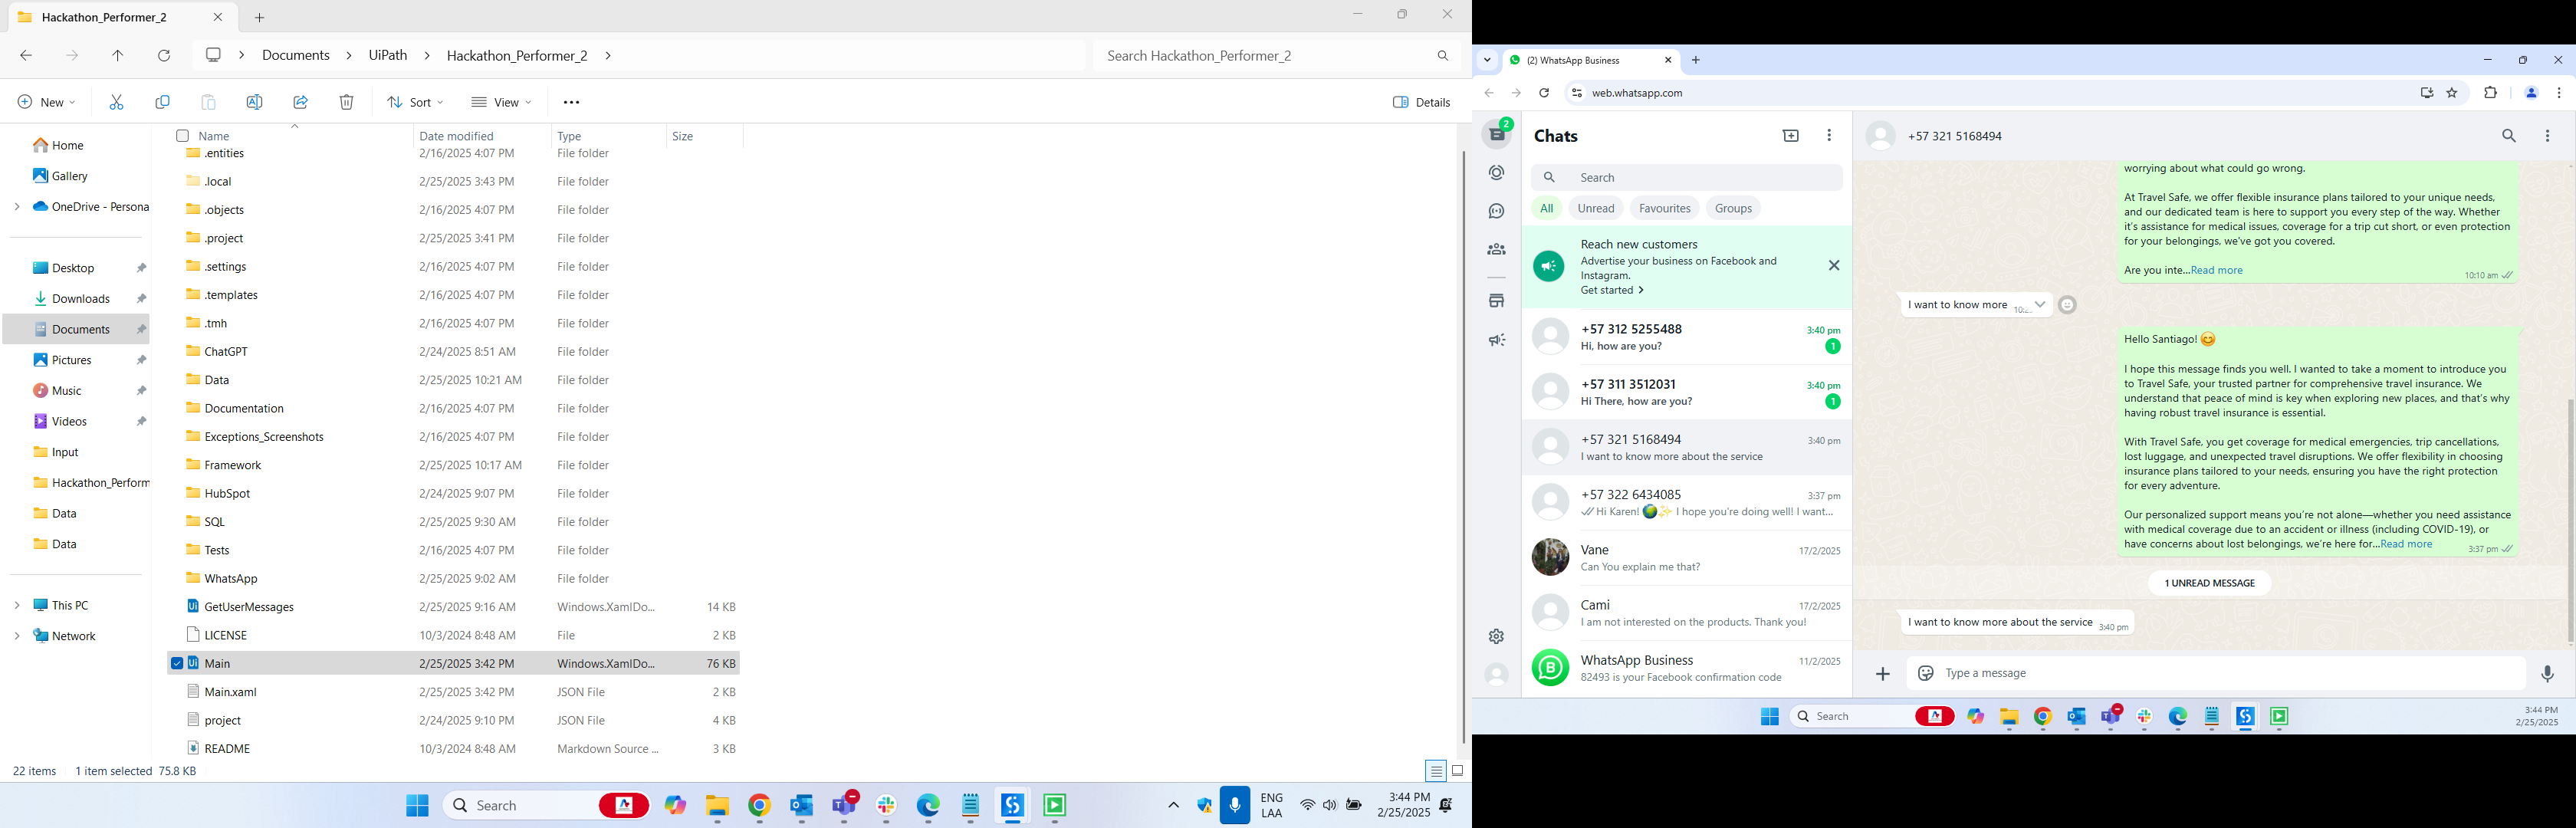 Hackathon_Performer_2
Documents
UiPath
Hackathon_Performer_2
Search Hackathon_Performer_2
New
Sort
View
Details
Home
Gallery
OneDrive - Persona
Desktop
Downloads
Documents
Pictures
Music
Videos
Input
Hackathon_Perform
Data
Data
This PC
Network
Name Date modified Type Size
.entities 2/16/2025 4:07 PM File folder
.local 2/25/2025 3:43 PM File folder
.objects 2/16/2025 4:07 PM File folder
.project 2/25/2025 3:41 PM File folder
.settings 2/16/2025 4:07 PM File folder
.templates 2/16/2025 4:07 PM File folder
.tmh 2/16/2025 4:07 PM File folder
ChatGPT 2/24/2025 8:51 AM File folder
Data 2/25/2025 10:21 AM File folder
Documentation 2/16/2025 4:07 PM File folder
Exceptions_Screenshots 2/16/2025 4:07 PM File folder
Framework 2/25/2025 10:17 AM File folder
HubSpot 2/24/2025 9:07 PM File folder
SQL 2/25/2025 9:30 AM File folder
Tests 2/16/2025 4:07 PM File folder
WhatsApp 2/25/2025 9:02 AM File folder
GetUserMessages 2/25/2025 9:16 AM Windows.XamlDo... 14 KB
LICENSE 10/3/2024 8:48 AM File 2 KB
Main 2/25/2025 3:42 PM Windows.XamlDo... 76 KB
Main.xaml 2/25/2025 3:42 PM JSON File 2 KB
project 2/24/2025 9:10 PM JSON File 4 KB
README 10/3/2024 8:48 AM Markdown Source ... 3 KB
22 items 1 item selected 75.8 KB
Search
ENG
LAA
3:44 PM
2/25/2025
(2) WhatsApp Business
web.whatsapp.com
2
Chats
Search
All Unread Favourites Groups
Reach new customers
Advertise your business on Facebook and
Instagram.
Get started
+57 312 5255488 3:40 pm
Hi, how are you? 1
+57 311 3512031 3:40 pm
Hi There, how are you? 1
+57 321 5168494 3:40 pm
I want to know more about the service
+57 322 6434085 3:37 pm
Hi Karen! 🌍✨ I hope you're doing well! I want...
Vane 17/2/2025
Can You explain me that?
Cami 17/2/2025
I am not interested on the products. Thank you!
WhatsApp Business 11/2/2025
82493 is your Facebook confirmation code
+57 321 5168494
worrying about what could go wrong.
At Travel Safe, we offer flexible insurance plans tailored to your unique needs,
and our dedicated team is here to support you every step of the way. Whether
it's assistance for medical issues, coverage for a trip cut short, or even protection
for your belongings, we've got you covered.
Are you inte...Read more 10:10 am
I want to know more
Hello Santiago! 😊
I hope this message finds you well. I wanted to take a moment to introduce you
to Travel Safe, your trusted partner for comprehensive travel insurance. We
understand that peace of mind is key when exploring new places, and that's why
having robust travel insurance is essential.
With Travel Safe, you get coverage for medical emergencies, trip cancellations,
lost luggage, and unexpected travel disruptions. We offer flexibility in choosing
insurance plans tailored to your needs, ensuring you have the right protection
for every adventure.
Our personalized support means you're not alone—whether you need assistance
with medical coverage due to an accident or illness (including COVID-19), or
have concerns about lost belongings, we're here for...Read more 3:37 pm
1 UNREAD MESSAGE
I want to know more about the service 3:40 pm
Type a message
Search
3:44 PM
2/25/2025